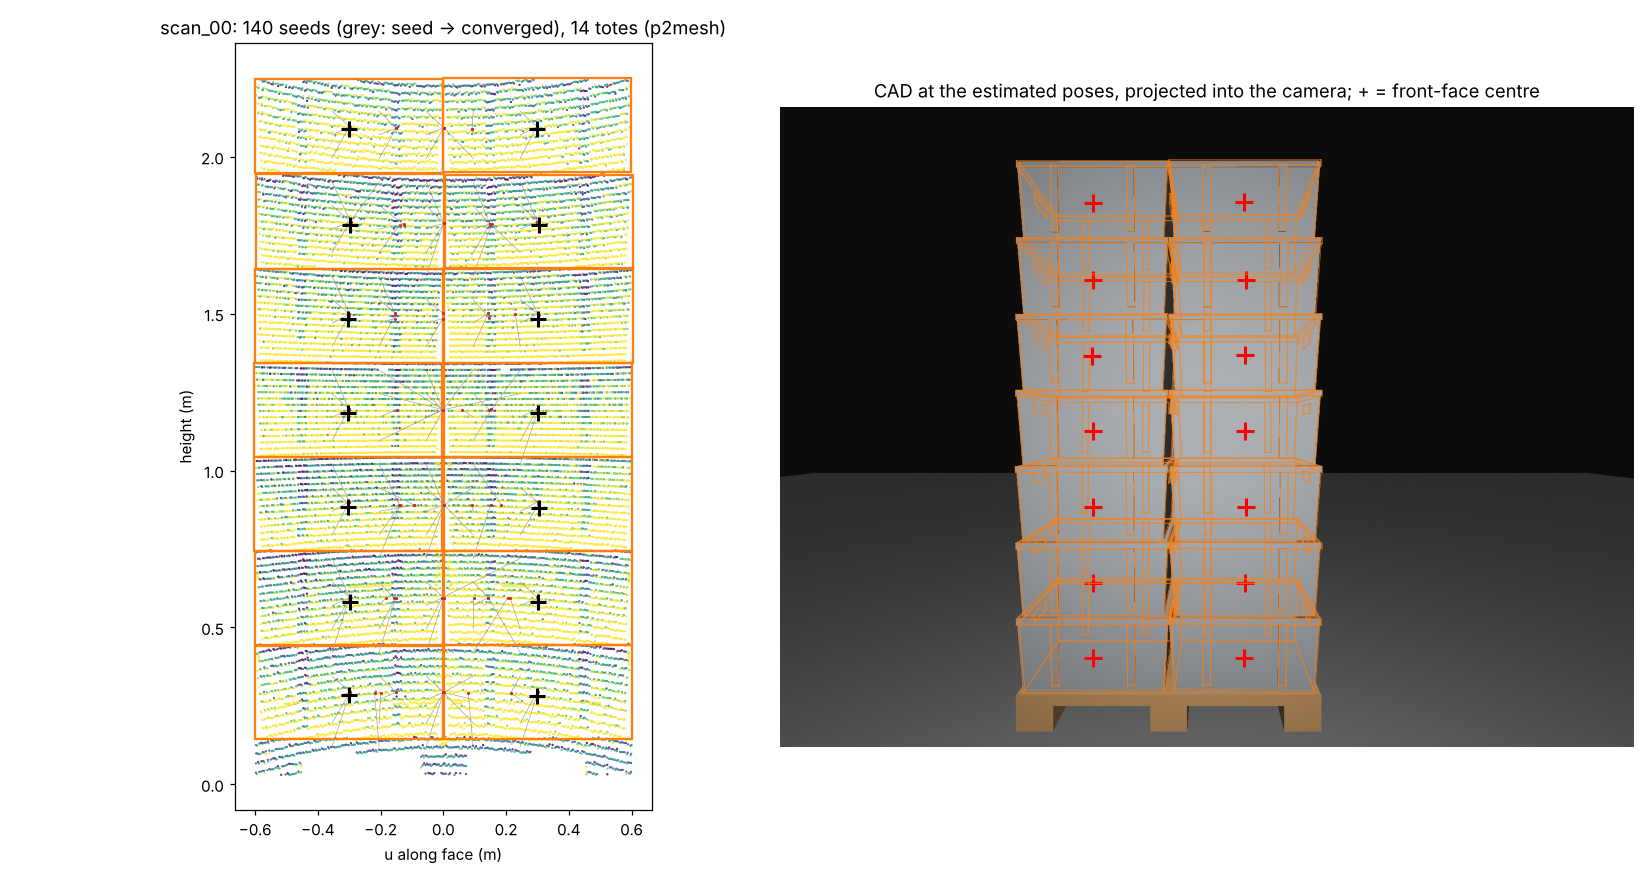 scan_00: 140 seeds (grey: seed → converged), 14 totes (p2mesh)
2.0
1.5
1.0
0.5
0.0
height (m)
−0.6 −0.4 −0.2 0.0 0.2 0.4 0.6
u along face (m)
CAD at the estimated poses, projected into the camera; + = front-face centre